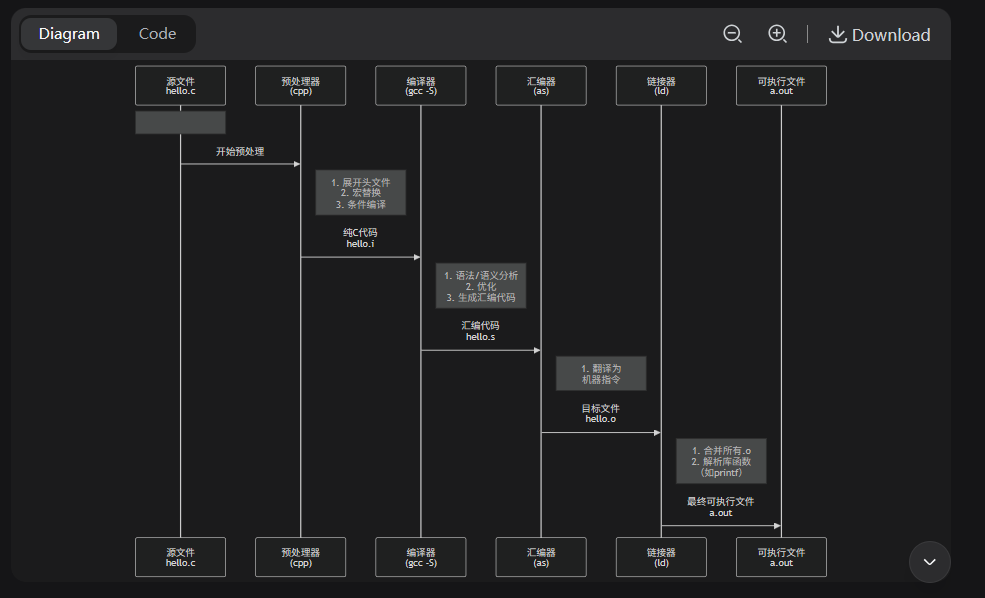 Diagram
Code
Download
源文件
hello.c
预处理器
(cpp)
编译器
(gcc -S)
汇编器
(as)
链接器
(ld)
可执行文件
a.out
开始预处理
1. 展开头文件
2. 宏替换
3. 条件编译
纯C代码
hello.i
1. 语法/语义分析
2. 优化
3. 生成汇编代码
汇编代码
hello.s
1. 翻译为
机器指令
目标文件
hello.o
1. 合并所有.o
2. 解析库函数
（如printf）
最终可执行文件
a.out
源文件
hello.c
预处理器
(cpp)
编译器
(gcc -S)
汇编器
(as)
链接器
(ld)
可执行文件
a.out